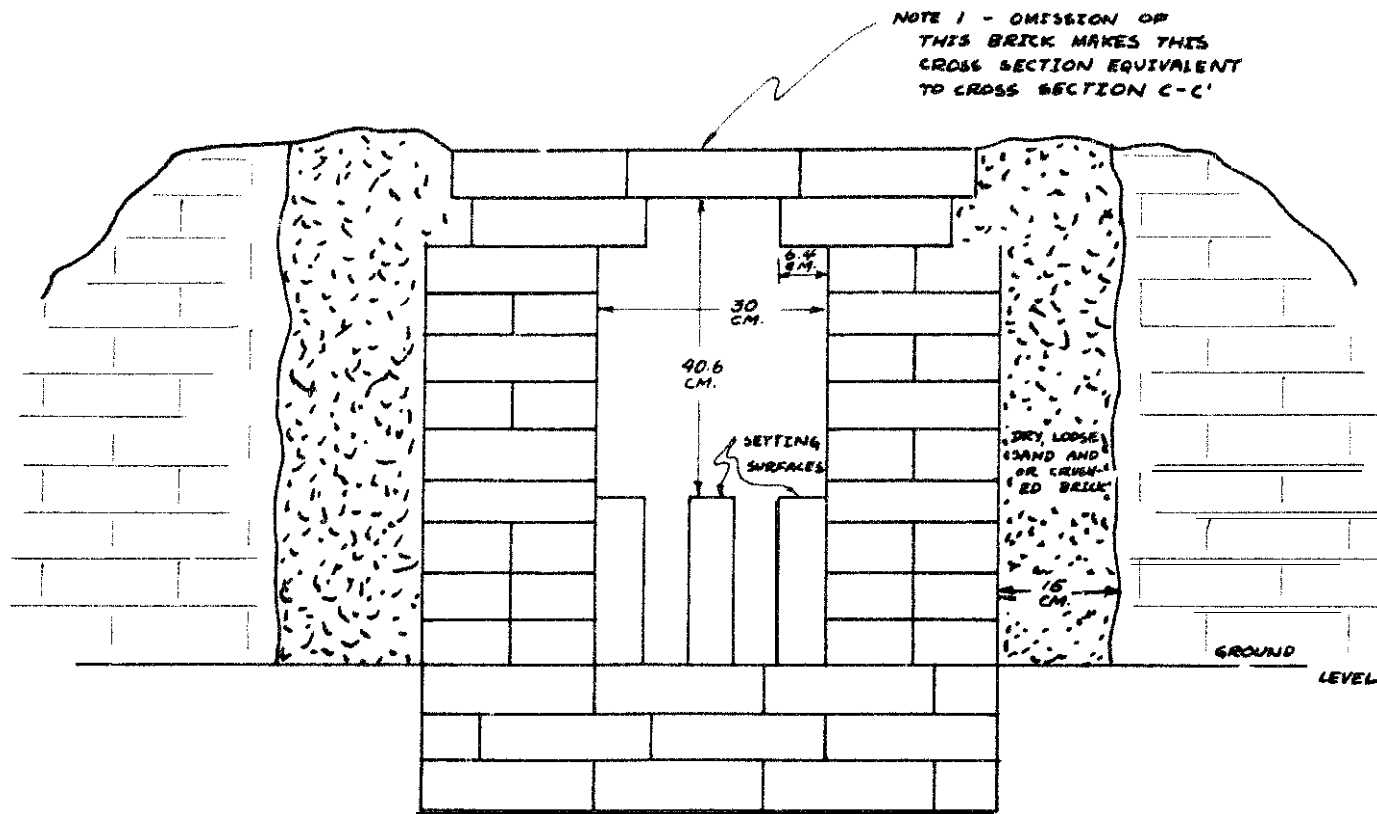 NOTE 1 - OMISSION OF
THIS BRICK MAKES THIS
CROSS SECTION EQUIVALENT
TO CROSS SECTION C-C'
6.4
CM.
30
CM.
40.6
CM.
SETTING
SURFACES
DRY, LOOSE
SAND AND
OR CRUSH-
ED BRICK
16
CM.
GROUND
LEVEL